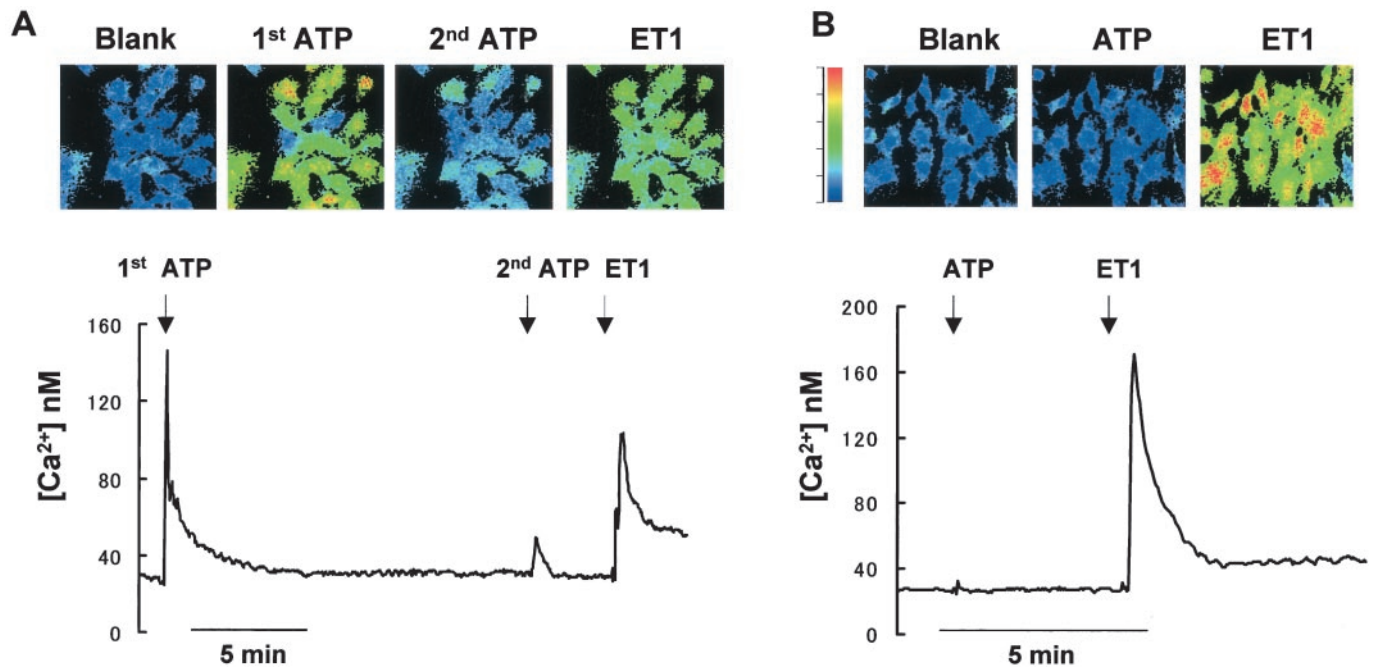 A
Blank 1st ATP 2nd ATP ET1
1st ATP 2nd ATP ET1
[Ca2+] nM
160
120
80
40
0
5 min
B
Blank ATP ET1
ATP ET1
[Ca2+] nM
200
160
120
80
40
0
5 min